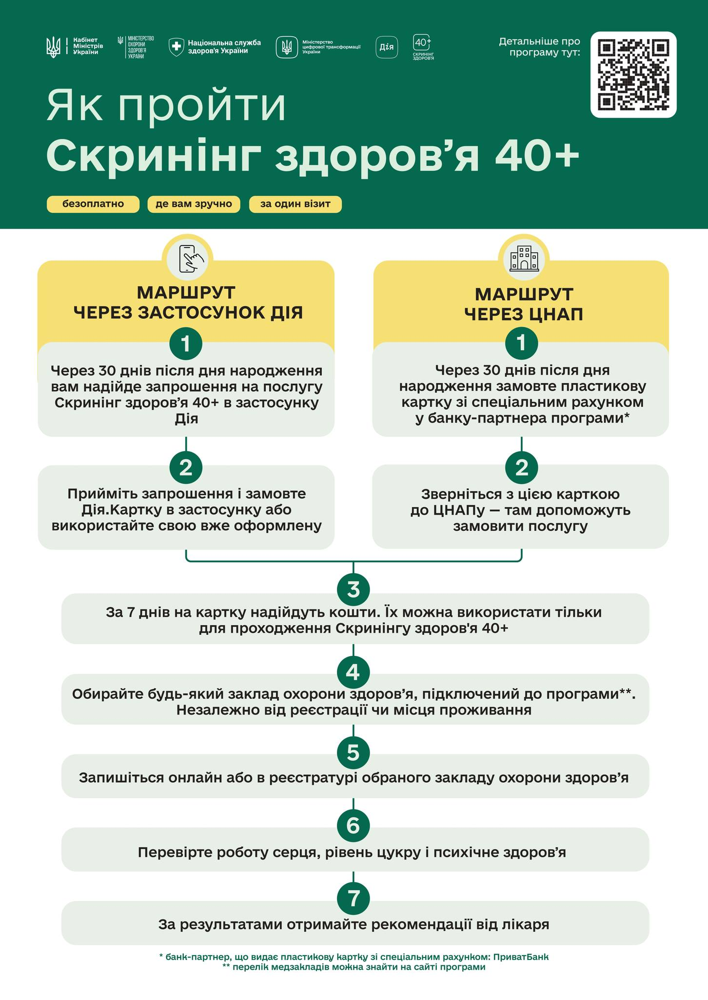 Кабінет
Міністрів
України
МІНІСТЕРСТВО
ОХОРОНИ
ЗДОРОВ'Я
УКРАЇНИ
Національна служба
здоров'я України
Міністерство
цифрової трансформації
України
Дія
40+
СКРИНІНГ
ЗДОРОВ'Я
Детальніше про
програму тут:
Як пройти
Скринінг здоров’я 40+
безоплатно
де вам зручно
за один візит
МАРШРУТ
ЧЕРЕЗ ЗАСТОСУНОК ДІЯ
1
Через 30 днів після дня народження
вам надійде запрошення на послугу
Скринінг здоров’я 40+ в застосунку
Дія
2
Прийміть запрошення і замовте
Дія.Картку в застосунку або
використайте свою вже оформлену
МАРШРУТ
ЧЕРЕЗ ЦНАП
1
Через 30 днів після дня
народження замовте пластикову
картку зі спеціальним рахунком
у банку-партнера програми*
2
Зверніться з цією карткою
до ЦНАПу — там допоможуть
замовити послугу
3
За 7 днів на картку надійдуть кошти. Їх можна використати тільки
для проходження Скринінгу здоров'я 40+
4
Обирайте будь-який заклад охорони здоров’я, підключений до програми**.
Незалежно від реєстрації чи місця проживання
5
Запишіться онлайн або в реєстратурі обраного закладу охорони здоров’я
6
Перевірте роботу серця, рівень цукру і психічне здоров’я
7
За результатами отримайте рекомендації від лікаря
* банк-партнер, що видає пластикову картку зі спеціальним рахунком: ПриватБанк
** перелік медзакладів можна знайти на сайті програми